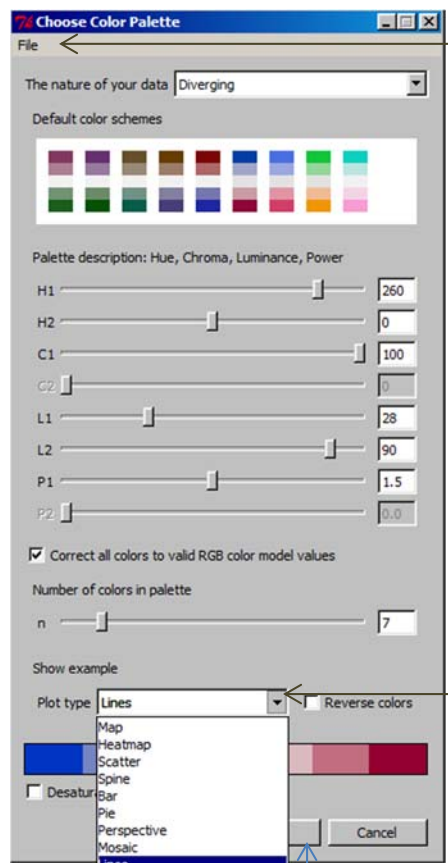 Choose Color Palette
File
The nature of your data Diverging
Default color schemes
Palette description: Hue, Chroma, Luminance, Power
H1 260
H2 0
C1 100
C2 0
L1 28
L2 90
P1 1.5
P2 0.0
Correct all colors to valid RGB color model values
Number of colors in palette
n 7
Show example
Plot type Lines Reverse colors
Map
Heatmap
Scatter
Spine
Bar
Desatur
Pie
Perspective
Mosaic
Lines
Cancel